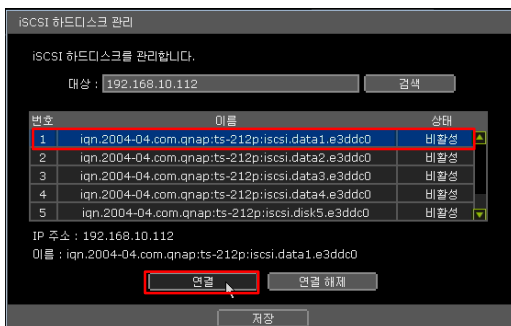 iSCSI 하드디스크 관리
iSCSI 하드디스크를 관리합니다.
대상 : 192.168.10.112 검색
번호 이름 상태
1 iqn.2004-04.com.qnap:ts-212p:iscsi.data1.e3ddc0 비활성
2 iqn.2004-04.com.qnap:ts-212p:iscsi.data2.e3ddc0 비활성
3 iqn.2004-04.com.qnap:ts-212p:iscsi.data3.e3ddc0 비활성
4 iqn.2004-04.com.qnap:ts-212p:iscsi.data4.e3ddc0 비활성
5 iqn.2004-04.com.qnap:ts-212p:iscsi.disk5.e3ddc0 비활성
IP 주소 : 192.168.10.112
이름 : iqn.2004-04.com.qnap:ts-212p:iscsi.data1.e3ddc0
연결 연결 해제
저장